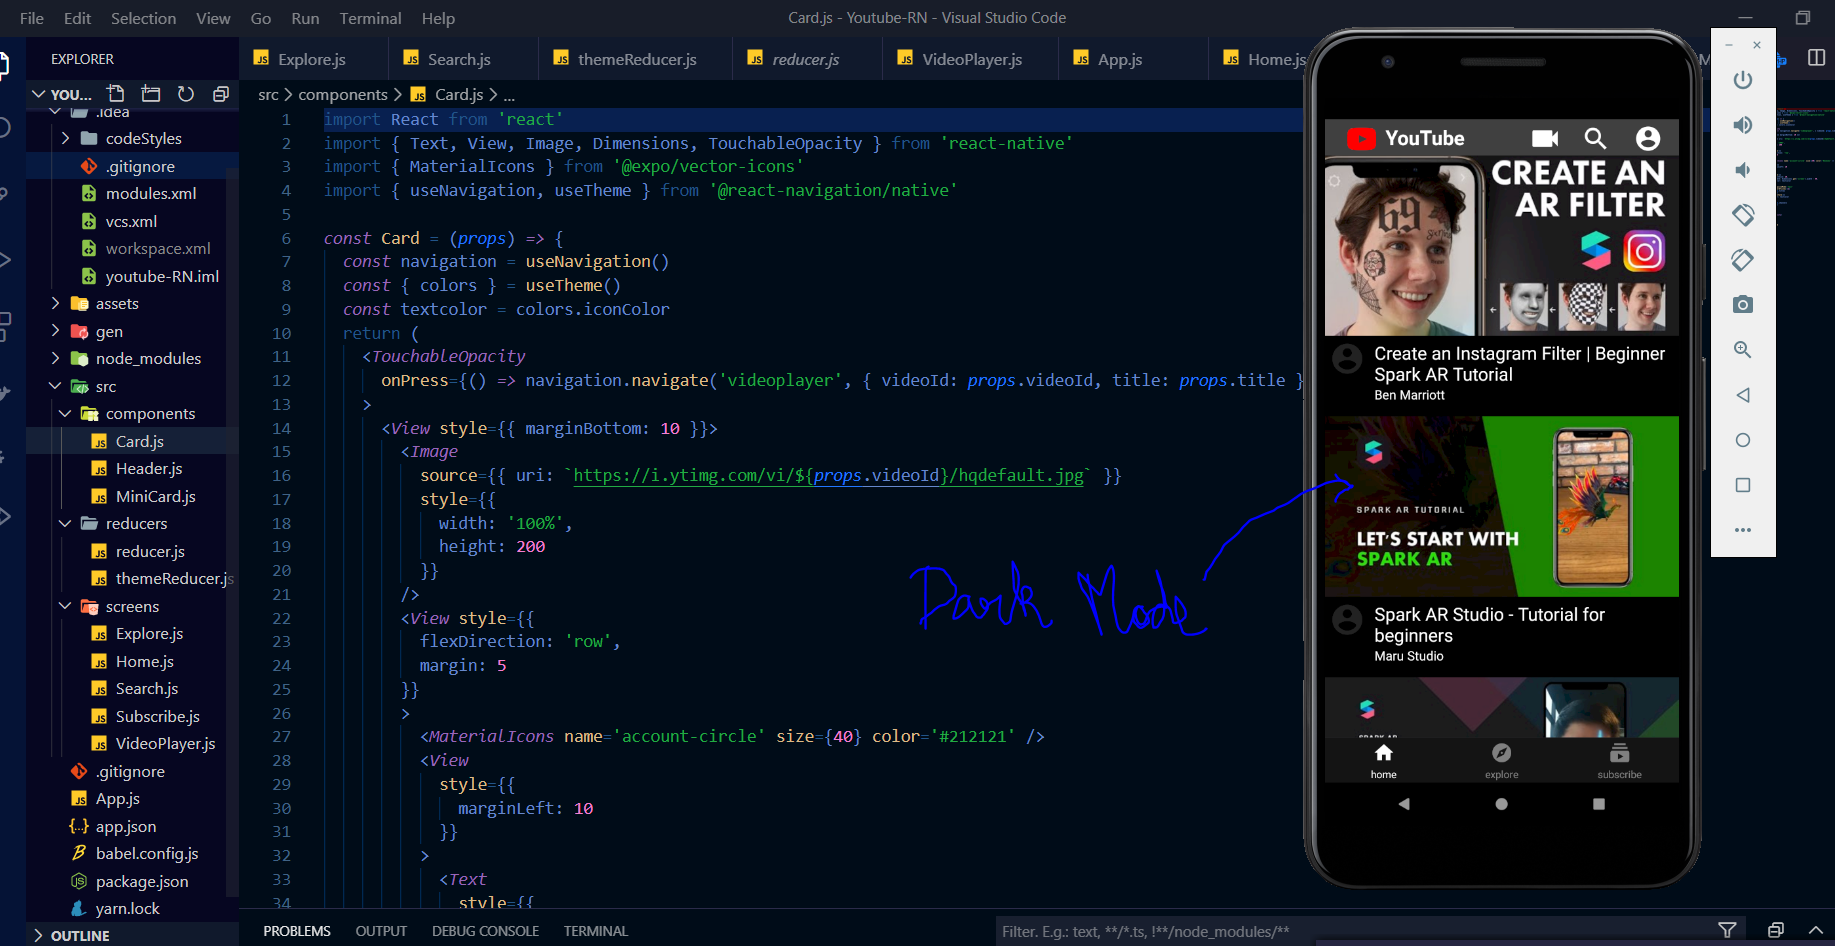 File Edit Selection View Go Run Terminal Help
Card.js - Youtube-RN - Visual Studio Code
EXPLORER
YOU...
.idea
codeStyles
.gitignore
modules.xml
vcs.xml
workspace.xml
youtube-RN.iml
assets
gen
node_modules
src
components
Card.js
Header.js
MiniCard.js
reducers
reducer.js
themeReducer.js
screens
Explore.js
Home.js
Search.js
Subscribe.js
VideoPlayer.js
.gitignore
App.js
app.json
babel.config.js
package.json
yarn.lock
OUTLINE
Explore.js Search.js themeReducer.js reducer.js VideoPlayer.js App.js Home.js M
src > components > Card.js > ...
1 import React from 'react'
2 import { Text, View, Image, Dimensions, TouchableOpacity } from 'react-native'
3 import { MaterialIcons } from '@expo/vector-icons'
4 import { useNavigation, useTheme } from '@react-navigation/native'
5
6 const Card = (props) => {
7 const navigation = useNavigation()
8 const { colors } = useTheme()
9 const textcolor = colors.iconColor
10 return (
11 <TouchableOpacity
12 onPress={() => navigation.navigate('videoplayer', { videoId: props.videoId, title: props.title }
13 >
14 <View style={{ marginBottom: 10 }}>
15 <Image
16 source={{ uri: `https://i.ytimg.com/vi/${props.videoId}/hqdefault.jpg` }}
17 style={{
18 width: '100%',
19 height: 200
20 }}
21 />
22 <View style={{
23 flexDirection: 'row',
24 margin: 5
25 }}
26 >
27 <MaterialIcons name='account-circle' size={40} color='#212121' />
28 <View
29 style={{
30 marginLeft: 10
31 }}
32 >
33 <Text
34 style={{
Dark Mode
YouTube
CREATE AN
AR FILTER
69
Create an Instagram Filter | Beginner
Spark AR Tutorial
Ben Marriott
SPARK AR TUTORIAL
LET'S START WITH
SPARK AR
Spark AR Studio - Tutorial for
beginners
Maru Studio
SPARK AR
home explore subscribe
PROBLEMS OUTPUT DEBUG CONSOLE TERMINAL
Filter. E.g.: text, **/*.ts, !**/node_modules/**